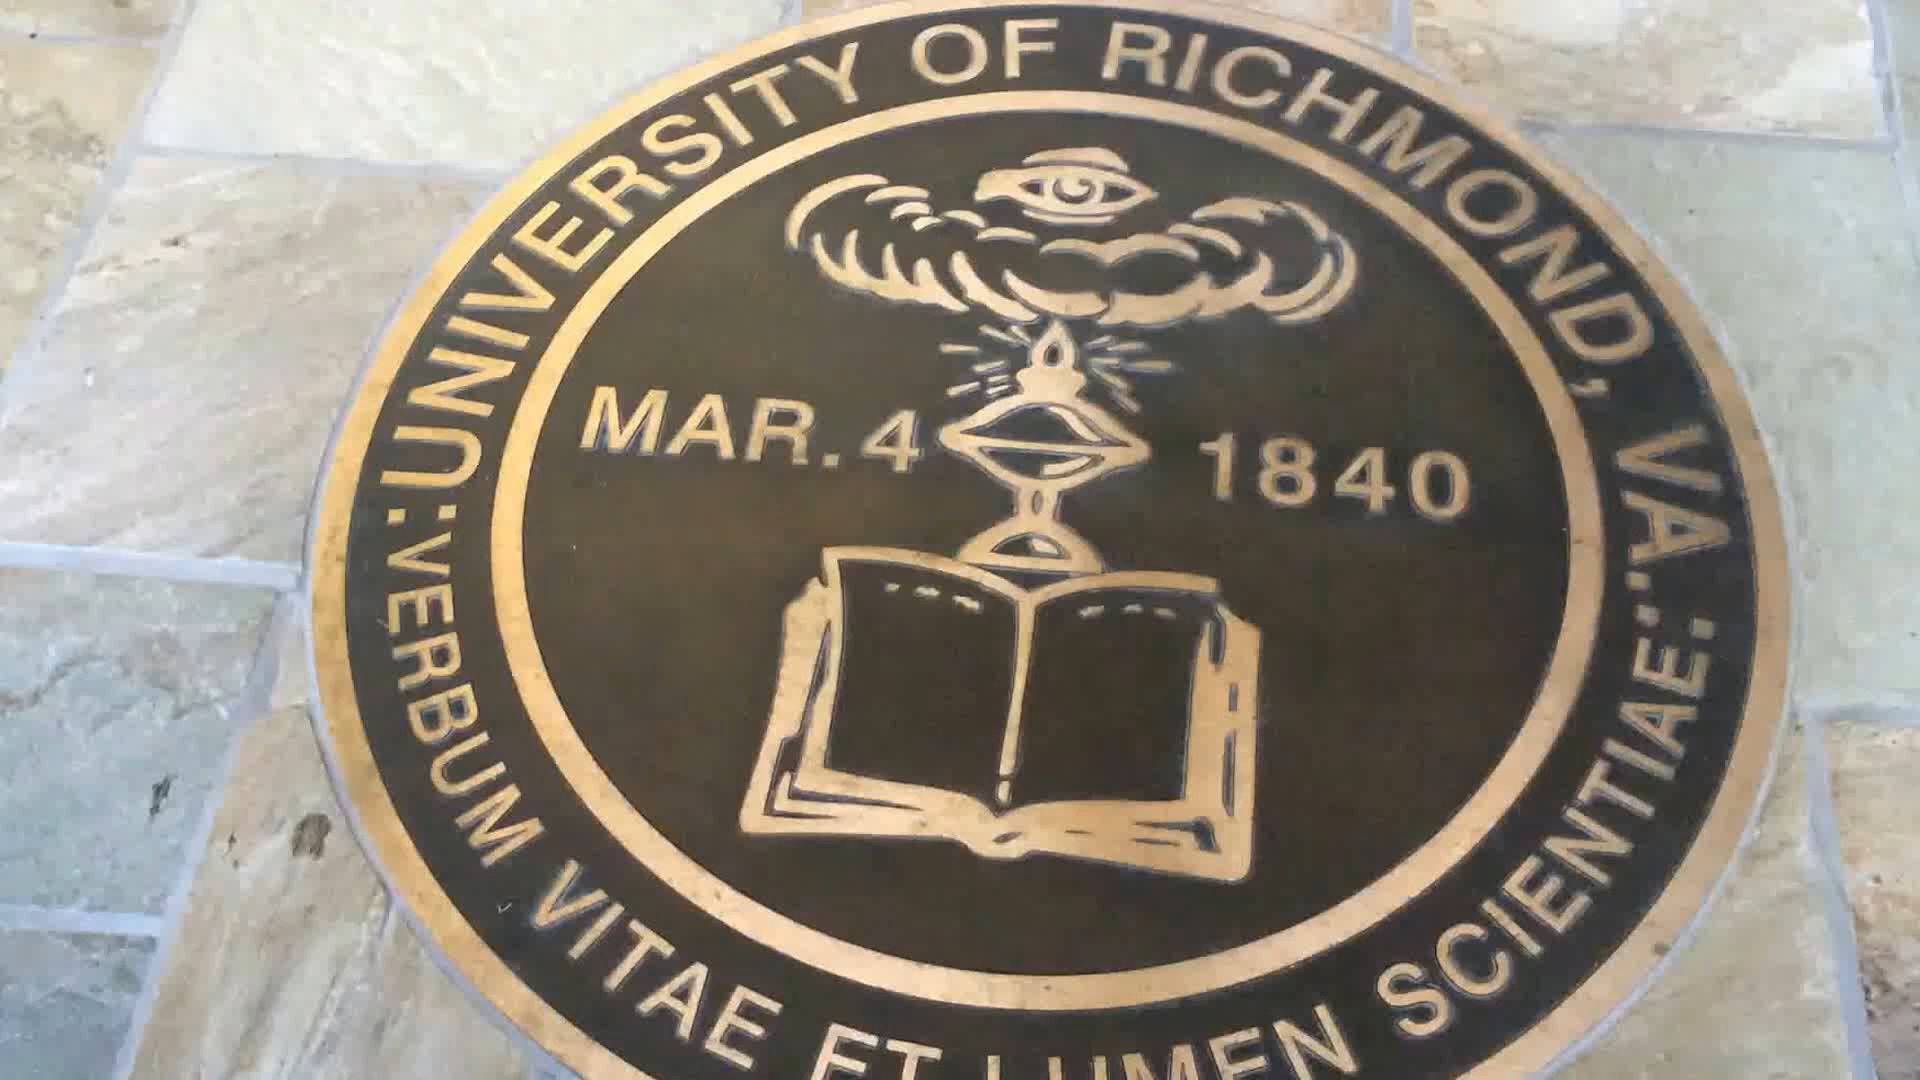 UNIVERSITY OF RICHMOND, VA.
MAR. 4 1840
VERBUM VITAE ET LUMEN SCIENTIAE